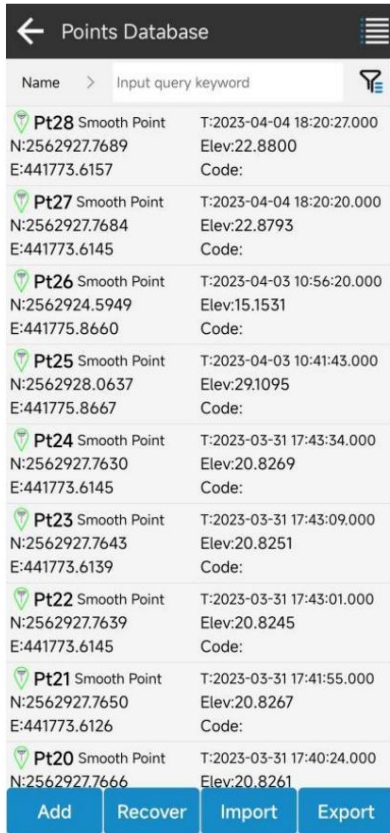 Points Database
Name > Input query keyword
Pt28 Smooth Point T:2023-04-04 18:20:27.000
N:2562927.7689 Elev:22.8800
E:441773.6157 Code:
Pt27 Smooth Point T:2023-04-04 18:20:20.000
N:2562927.7684 Elev:22.8793
E:441773.6145 Code:
Pt26 Smooth Point T:2023-04-03 10:56:20.000
N:2562924.5949 Elev:15.1531
E:441775.8660 Code:
Pt25 Smooth Point T:2023-04-03 10:41:43.000
N:2562928.0637 Elev:29.1095
E:441775.8667 Code:
Pt24 Smooth Point T:2023-03-31 17:43:34.000
N:2562927.7630 Elev:20.8269
E:441773.6145 Code:
Pt23 Smooth Point T:2023-03-31 17:43:09.000
N:2562927.7643 Elev:20.8251
E:441773.6139 Code:
Pt22 Smooth Point T:2023-03-31 17:43:01.000
N:2562927.7639 Elev:20.8245
E:441773.6145 Code:
Pt21 Smooth Point T:2023-03-31 17:41:55.000
N:2562927.7650 Elev:20.8267
E:441773.6126 Code:
Pt20 Smooth Point T:2023-03-31 17:40:24.000
N:2562927.7666 Elev:20.8261
Add Recover Import Export